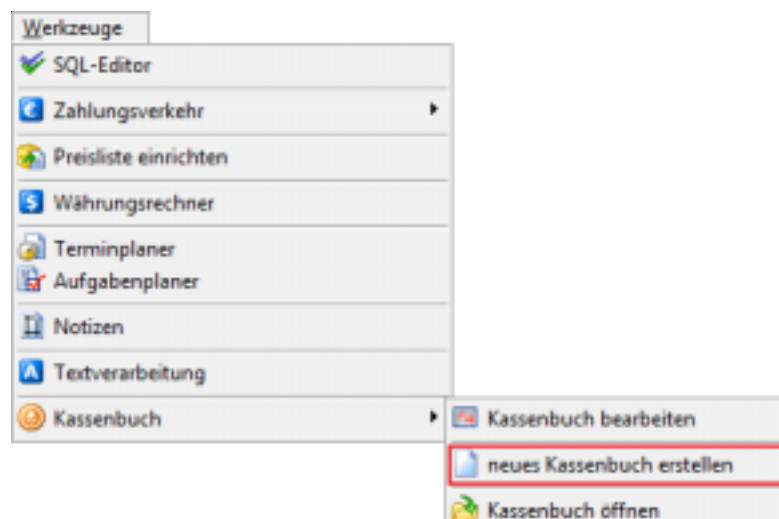 Werkzeuge
SQL-Editor
Zahlungsverkehr
Preisliste einrichten
Währungsrechner
Terminplaner
Aufgabenplaner
Notizen
Textverarbeitung
Kassenbuch
Kassenbuch bearbeiten
neues Kassenbuch erstellen
Kassenbuch öffnen